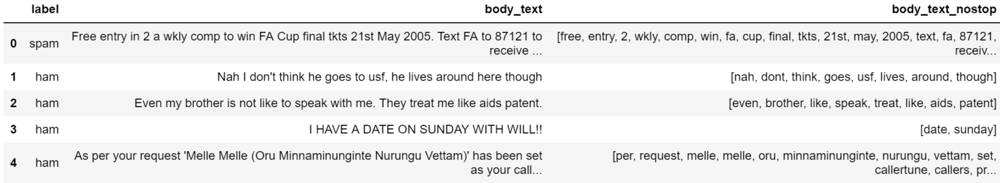 label body_text body_text_nostop
0 spam Free entry in 2 a wkly comp to win FA Cup final tkts 21st May 2005. Text FA to 87121 to receive ... [free, entry, 2, wkly, comp, win, fa, cup, final, tkts, 21st, may, 2005, text, fa, 87121, receiv...
1 ham Nah I don't think he goes to usf, he lives around here though [nah, dont, think, goes, usf, lives, around, though]
2 ham Even my brother is not like to speak with me. They treat me like aids patent. [even, brother, like, speak, treat, like, aids, patent]
3 ham I HAVE A DATE ON SUNDAY WITH WILL!! [date, sunday]
4 ham As per your request 'Melle Melle (Oru Minnaminunginte Nurungu Vettam)' has been set as your call... [per, request, melle, melle, oru, minnaminunginte, nurungu, vettam, set, callertune, callers, pr...